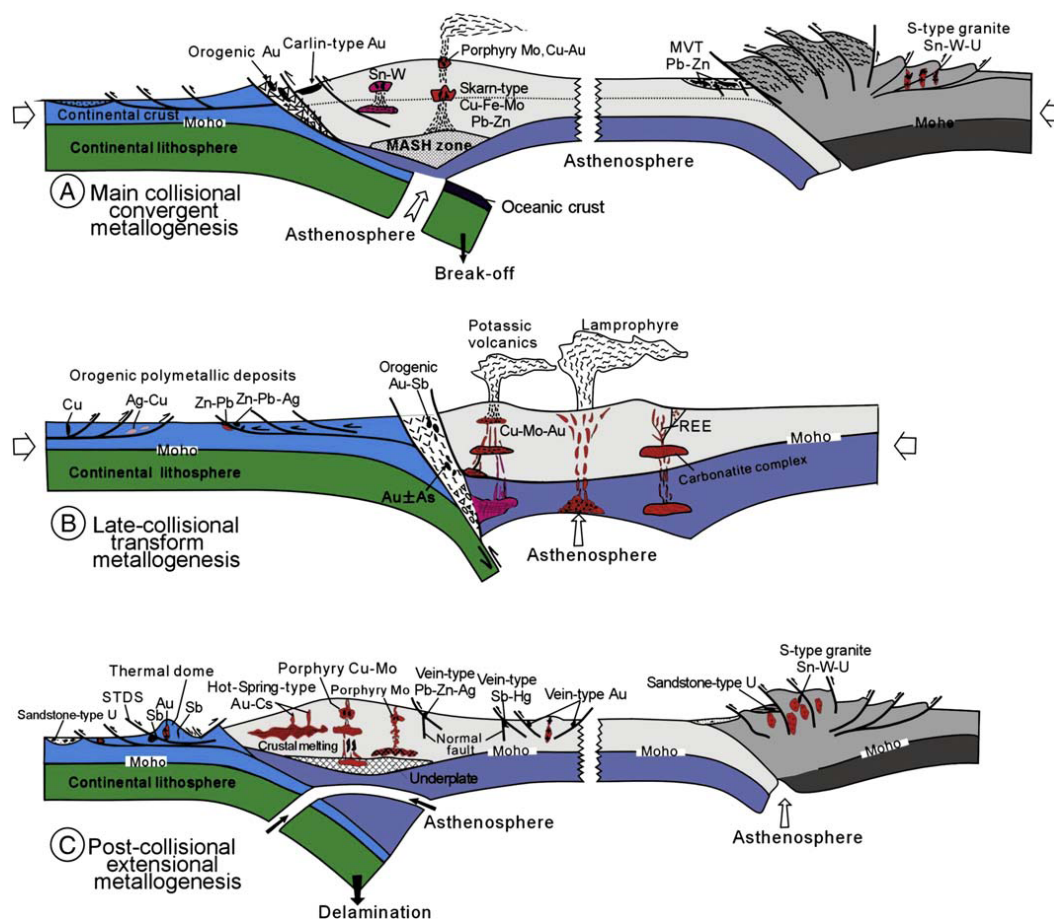 Orogenic Au
Carlin-type Au
Porphyry Mo,Cu-Au
Sn-W
Skarn-type
Cu-Fe-Mo
Pb-Zn
MASH zone
MVT
Pb-Zn
S-type granite
Sn-W-U
Continental crust
Moho
Continental lithosphere
Mohe
Asthenosphere
Oceanic crust
Asthenosphere
Break-off
A Main collisional
convergent
metallogenesis
Potassic
volcanics
Lamprophyre
Orogenic
Au-Sb
Orogenic polymetallic deposits
Cu
Ag-Cu
Zn-Pb
Zn-Pb-Ag
Cu-Mo-Au
REE
Moho
Moho
Carbonatite complex
Continental lithosphere
Au±As
Asthenosphere
B Late-collisional
transform
metallogenesis
Thermal dome
STDS
Au
Sb
Sb
Sandstone-type U
Hot-Spring-type
Au-Cs
Porphyry Cu-Mo
Porphyry Mo
Vein-type
Pb-Zn-Ag
Vein-type
Sb-Hg
Vein-type Au
Normal
fault
Crustal melting
Underplate
Moho
Moho
Moho
Moho
Sandstone-type U
S-type granite
Sn-W-U
Continental lithosphere
Asthenosphere
Asthenosphere
C Post-collisional
extensional
metallogenesis
Delamination